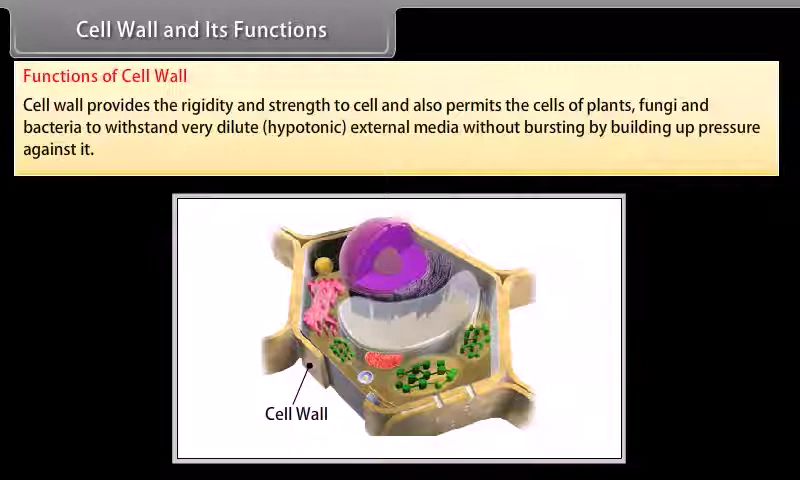 Cell Wall and Its Functions
Functions of Cell Wall
Cell wall provides the rigidity and strength to cell and also permits the cells of plants, fungi and
bacteria to withstand very dilute (hypotonic) external media without bursting by building up pressure
against it.
Cell Wall